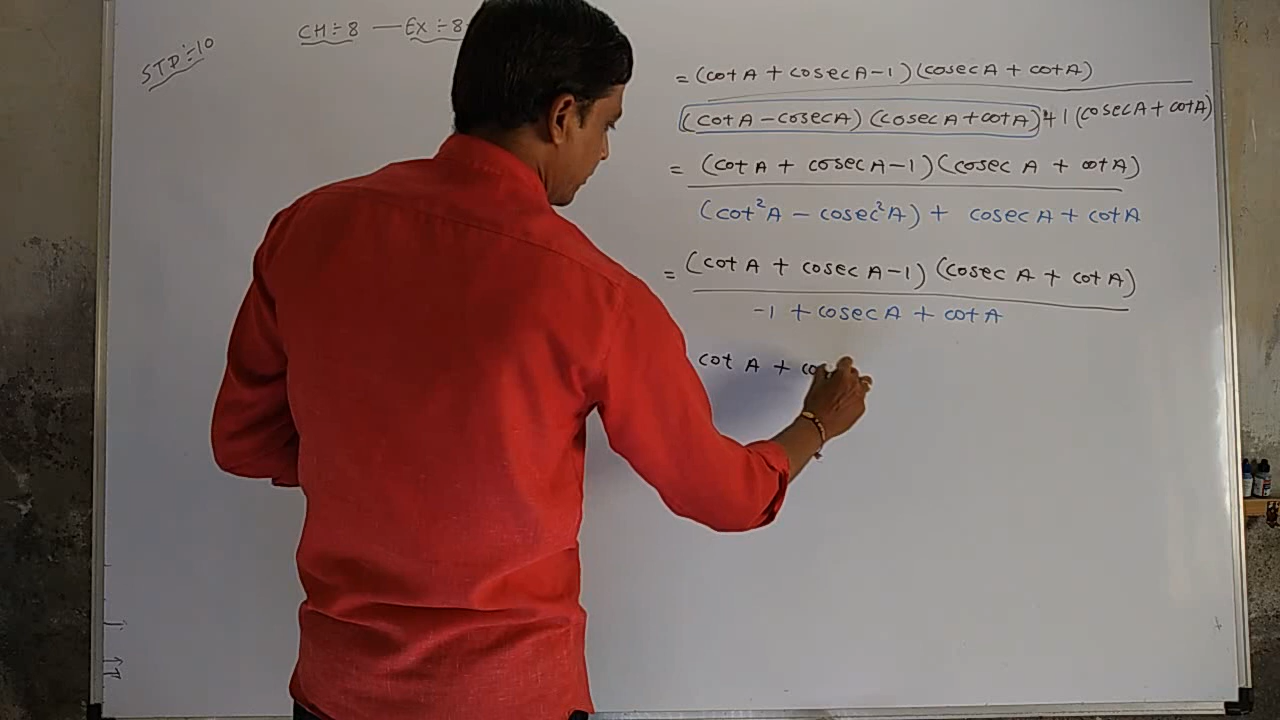 STD:-10
CH:-8 — EX:-8
= (cot A + cosec A - 1) (cosec A + cot A)
(cot A - cosec A) (cosec A + cot A) + 1 (cosec A + cot A)
= (cot A + cosec A - 1) (cosec A + cot A)
(cot²A - cosec²A) + cosec A + cot A
= (cot A + cosec A - 1) (cosec A + cot A)
-1 + cosec A + cot A
cot A + co